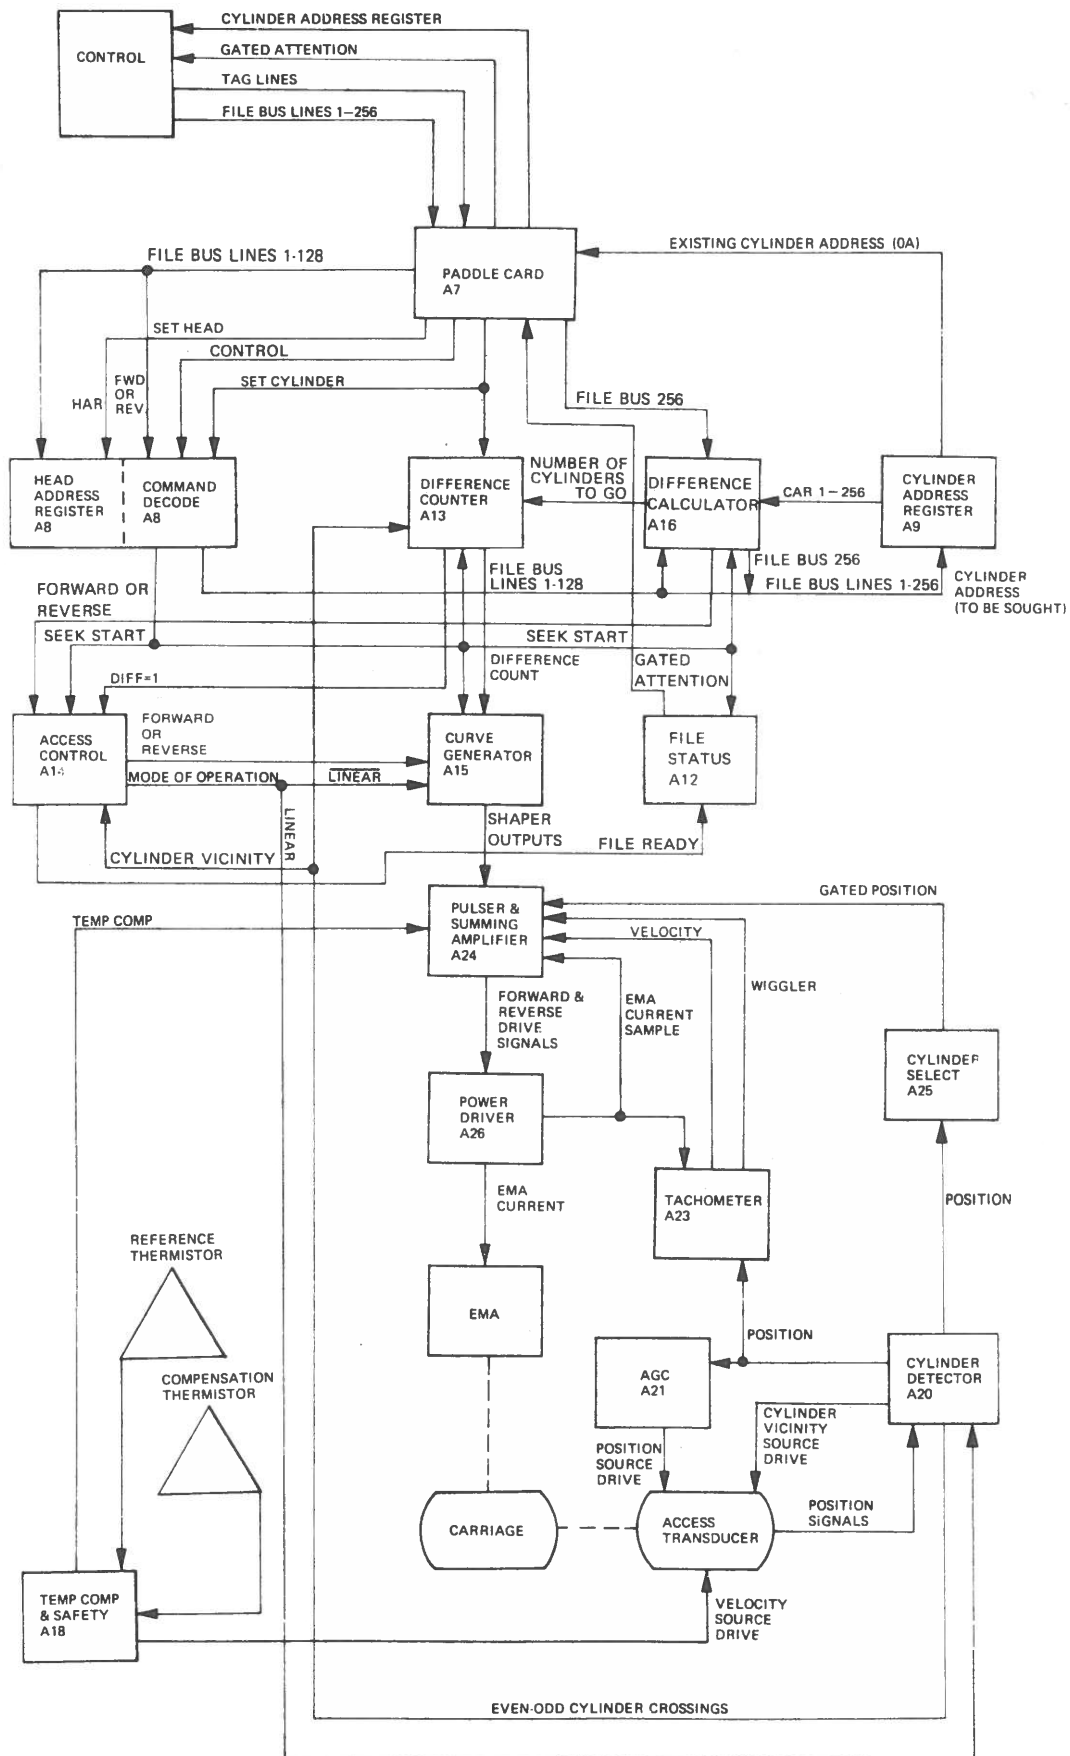 CYLINDER ADDRESS REGISTER
CONTROL
GATED ATTENTION
TAG LINES
FILE BUS LINES 1-256
FILE BUS LINES 1-128
PADDLE CARD
A7
EXISTING CYLINDER ADDRESS (0A)
SET HEAD
CONTROL
SET CYLINDER
HAR
FWD
OR
REV.
FILE BUS 256
HEAD
ADDRESS
REGISTER
A8
COMMAND
DECODE
A8
DIFFERENCE
COUNTER
A13
NUMBER OF
CYLINDERS
TO GO
DIFFERENCE
CALCULATOR
A16
CAR 1-256
CYLINDER
ADDRESS
REGISTER
A9
FILE BUS
LINES 1-128
FILE BUS 256
FILE BUS LINES 1-256
CYLINDER
ADDRESS
(TO BE SOUGHT)
FORWARD OR
REVERSE
SEEK START
SEEK START
DIFFERENCE
COUNT
GATED
ATTENTION
DIFF=1
ACCESS
CONTROL
A14
FORWARD
OR
REVERSE
MODE OF OPERATION
LINEAR
CURVE
GENERATOR
A15
FILE
STATUS
A12
LINEAR
SHAPER
OUTPUTS
FILE READY
CYLINDER VICINITY
GATED POSITION
TEMP COMP
PULSER &
SUMMING
AMPLIFIER
A24
VELOCITY
WIGGLER
FORWARD &
REVERSE
DRIVE
SIGNALS
EMA
CURRENT
SAMPLE
CYLINDER
SELECT
A25
POWER
DRIVER
A26
EMA
CURRENT
TACHOMETER
A23
POSITION
REFERENCE
THERMISTOR
EMA
POSITION
AGC
A21
CYLINDER
DETECTOR
A20
COMPENSATION
THERMISTOR
CYLINDER
VICINITY
SOURCE
DRIVE
POSITION
SOURCE
DRIVE
CARRIAGE
ACCESS
TRANSDUCER
POSITION
SIGNALS
TEMP COMP
& SAFETY
A18
VELOCITY
SOURCE
DRIVE
EVEN-ODD CYLINDER CROSSINGS